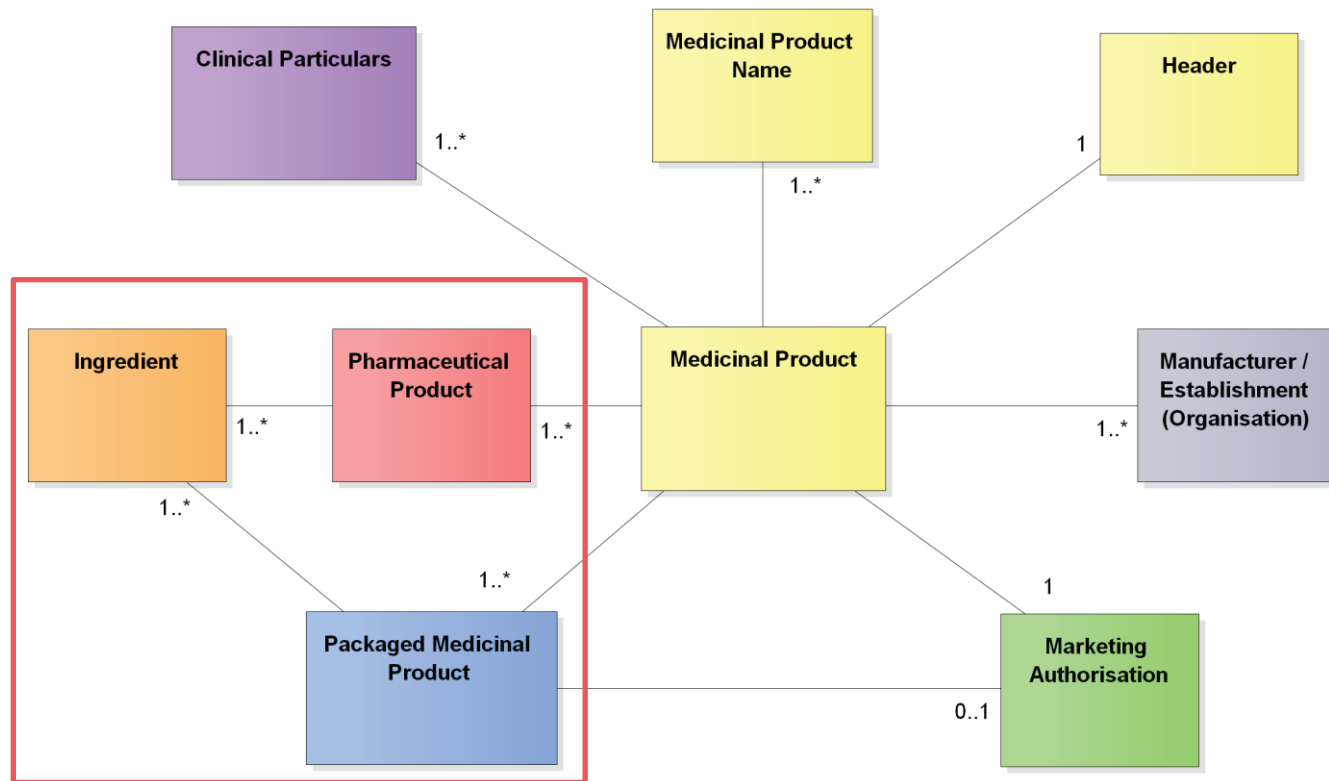 Clinical Particulars
Medicinal Product
Name
Header
1..*
1
1..*
Ingredient
Pharmaceutical
Product
Medicinal Product
Manufacturer /
Establishment
(Organisation)
1..*
1..*
1..*
1..*
1..*
1
Packaged Medicinal
Product
Marketing
Authorisation
0..1